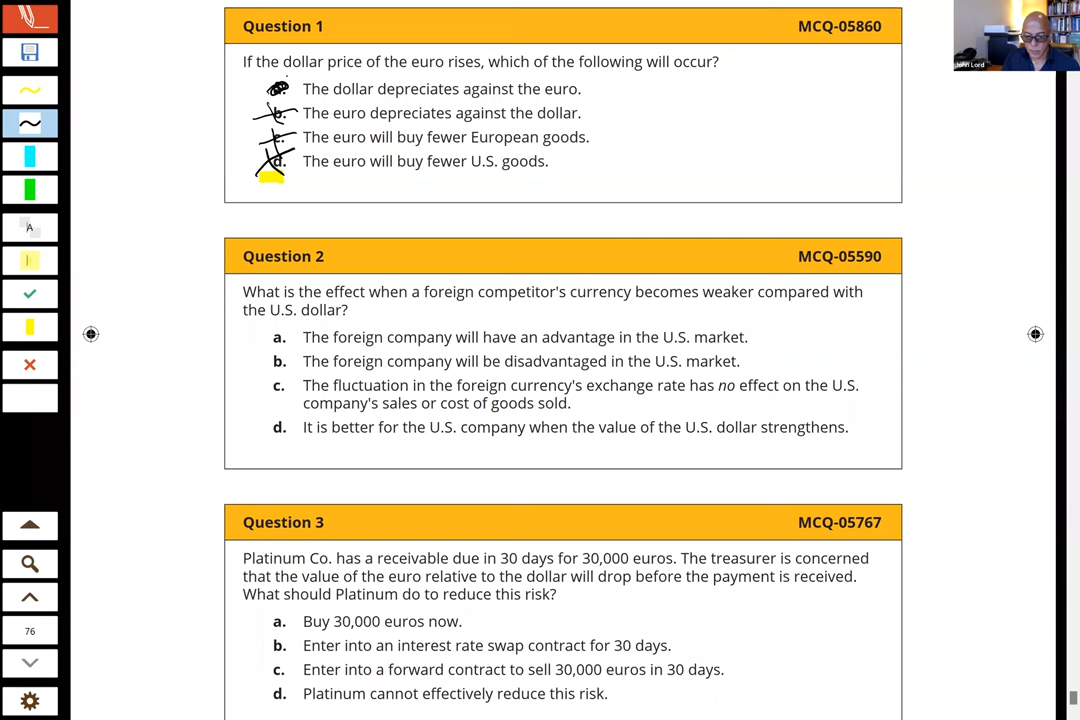 John Lord
Question 1 MCQ-05860
If the dollar price of the euro rises, which of the following will occur?
The dollar depreciates against the euro.
b. The euro depreciates against the dollar.
c. The euro will buy fewer European goods.
d. The euro will buy fewer U.S. goods.
Question 2 MCQ-05590
What is the effect when a foreign competitor's currency becomes weaker compared with
the U.S. dollar?
a. The foreign company will have an advantage in the U.S. market.
b. The foreign company will be disadvantaged in the U.S. market.
c. The fluctuation in the foreign currency's exchange rate has no effect on the U.S.
company's sales or cost of goods sold.
d. It is better for the U.S. company when the value of the U.S. dollar strengthens.
Question 3 MCQ-05767
Platinum Co. has a receivable due in 30 days for 30,000 euros. The treasurer is concerned
that the value of the euro relative to the dollar will drop before the payment is received.
What should Platinum do to reduce this risk?
a. Buy 30,000 euros now.
b. Enter into an interest rate swap contract for 30 days.
c. Enter into a forward contract to sell 30,000 euros in 30 days.
d. Platinum cannot effectively reduce this risk.
A
76